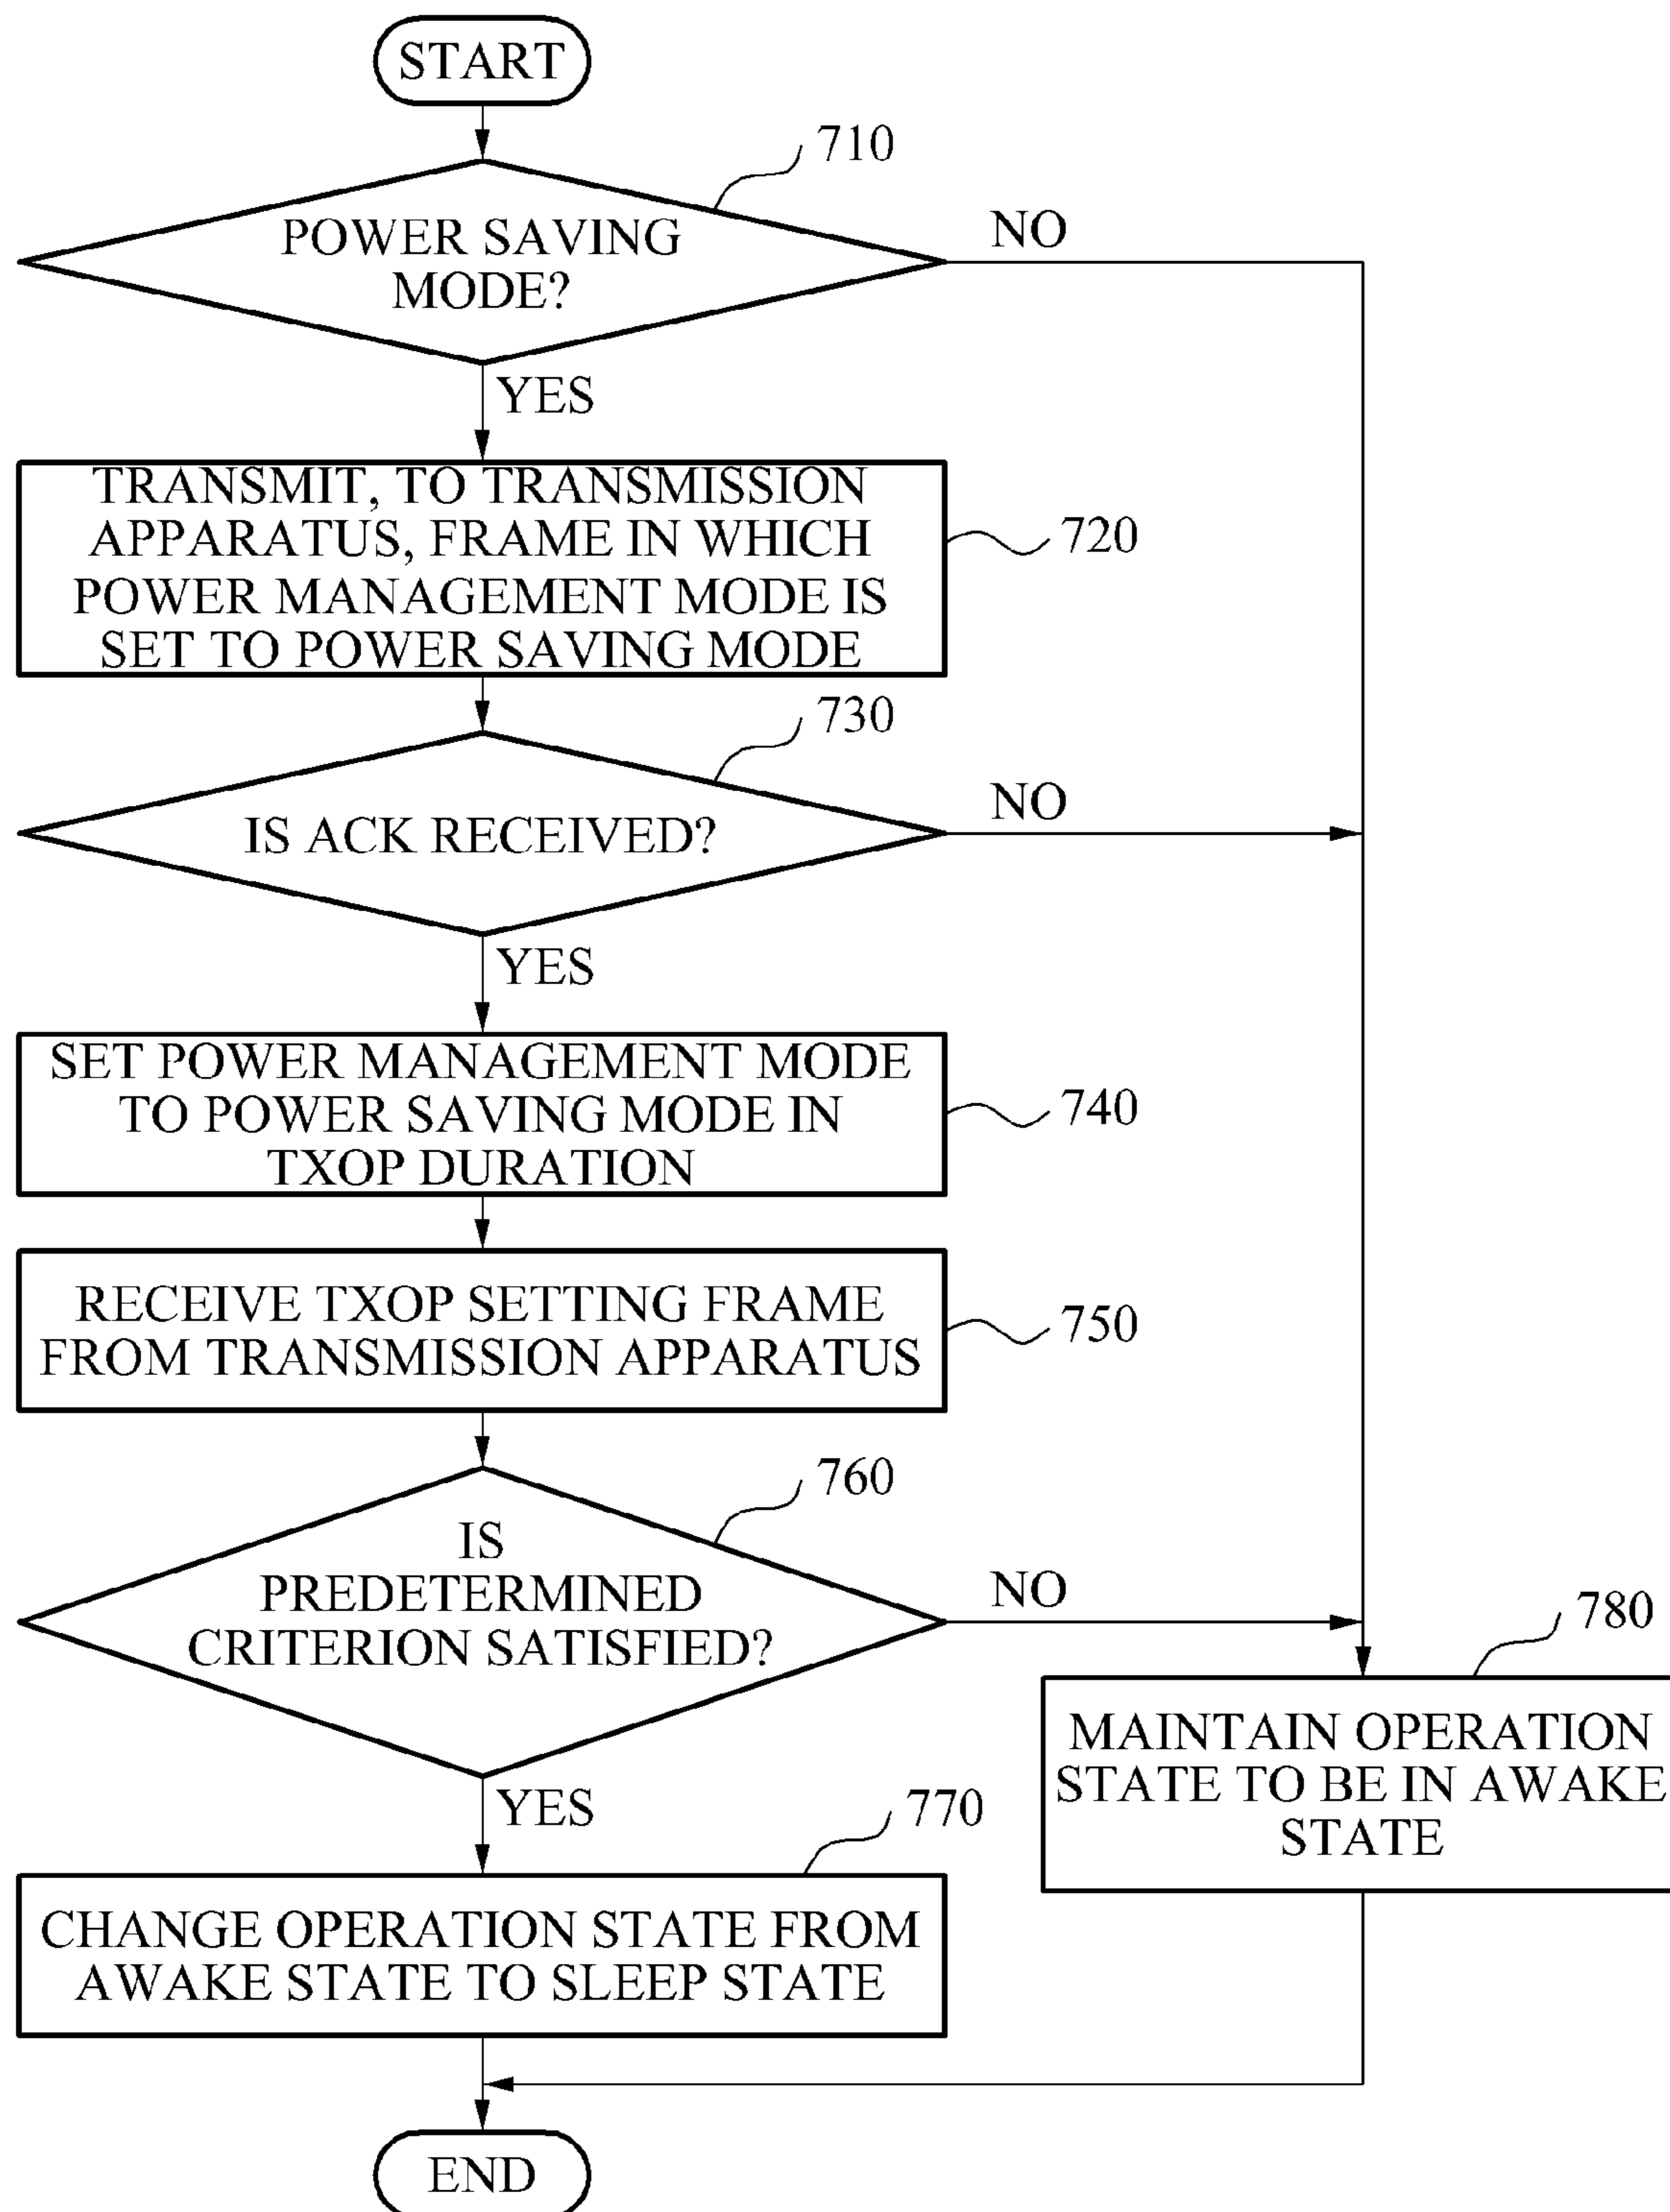 START
710
POWER SAVING
MODE?
NO
YES
TRANSMIT, TO TRANSMISSION
APPARATUS, FRAME IN WHICH
POWER MANAGEMENT MODE IS
SET TO POWER SAVING MODE
720
730
IS ACK RECEIVED?
NO
YES
SET POWER MANAGEMENT MODE
TO POWER SAVING MODE IN
TXOP DURATION
740
RECEIVE TXOP SETTING FRAME
FROM TRANSMISSION APPARATUS
750
760
IS
PREDETERMINED
CRITERION SATISFIED?
NO
YES
780
MAINTAIN OPERATION
STATE TO BE IN AWAKE
STATE
770
CHANGE OPERATION STATE FROM
AWAKE STATE TO SLEEP STATE
END